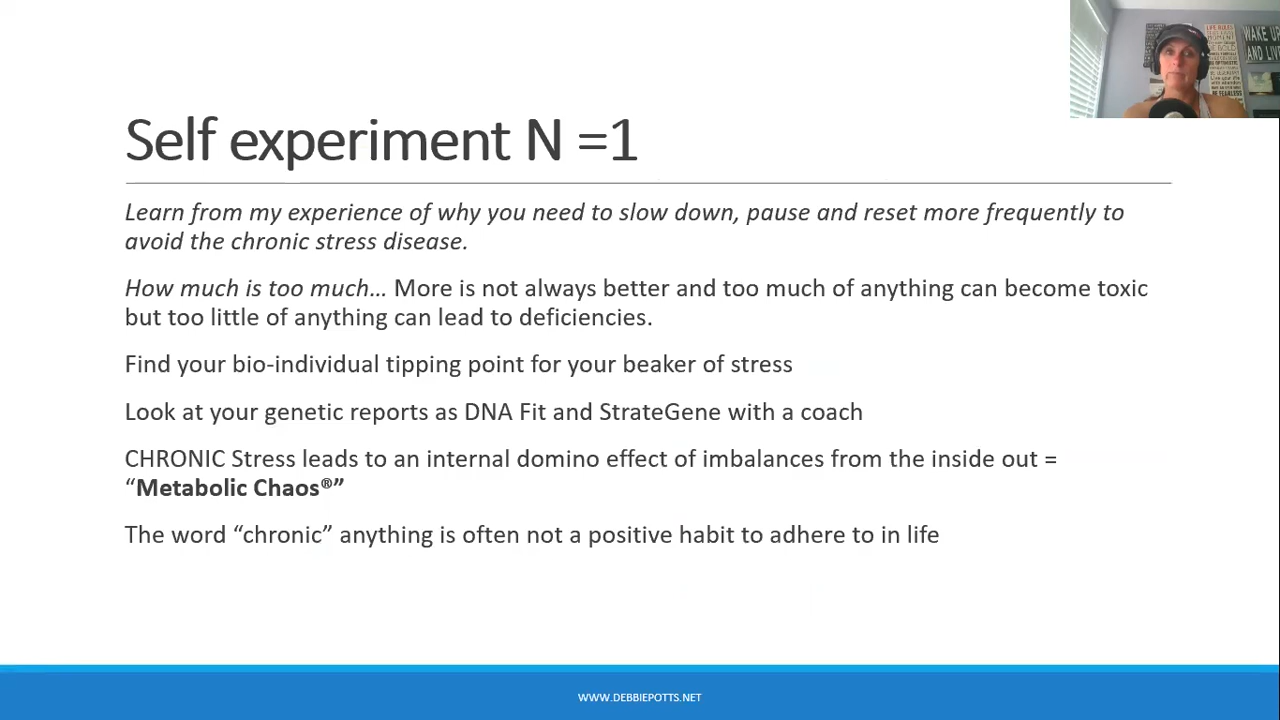 WAKE UP
AND LIVE
Self experiment N =1
Learn from my experience of why you need to slow down, pause and reset more frequently to
avoid the chronic stress disease.
How much is too much… More is not always better and too much of anything can become toxic
but too little of anything can lead to deficiencies.
Find your bio-individual tipping point for your beaker of stress
Look at your genetic reports as DNA Fit and StrateGene with a coach
CHRONIC Stress leads to an internal domino effect of imbalances from the inside out =
“Metabolic Chaos®”
The word “chronic” anything is often not a positive habit to adhere to in life
WWW.DEBBIEPOTTS.NET